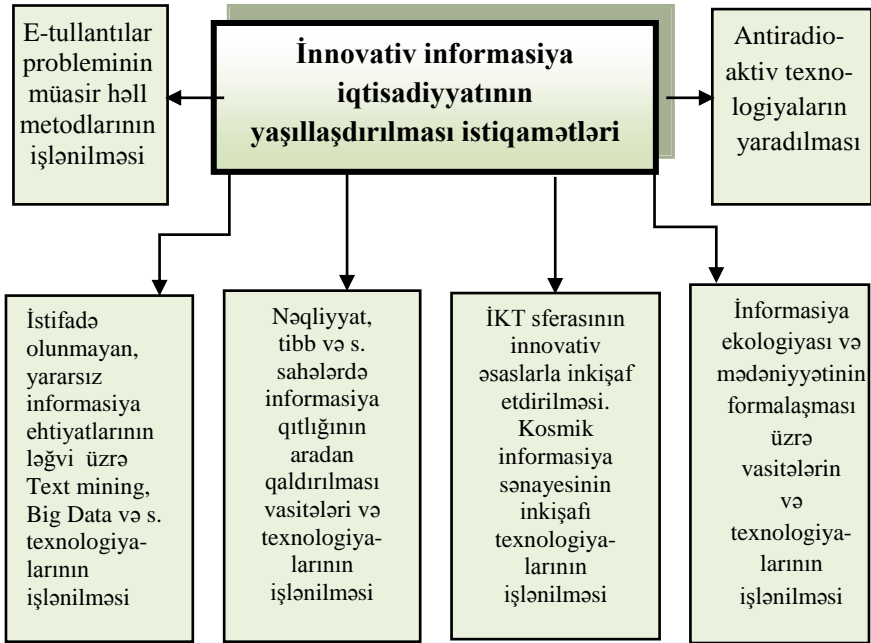 E-tullantılar
probleminin
müasir həll
metodlarının
işlənilməsi
İnnovativ informasiya
iqtisadiyyatının
yaşıllaşdırılması istiqamətləri
Antiradio-
aktiv texno-
logiyaların
yaradılması
İstifadə
olunmayan,
yararsız
informasiya
ehtiyatlarının
ləğvi üzrə
Text mining,
Big Data və s.
texnologiya-
larının
işlənilməsi
Nəqliyyat,
tibb və s.
sahələrdə
informasiya
qıtlığının
aradan
qaldırılması
vasitələri və
texnologiya-
larının
işlənilməsi
İKT sferasının
innovativ
əsaslarla inkişaf
etdirilməsi.
Kosmik
informasiya
sənayesinin
inkişafı
texnologiya-
larının
işlənilməsi
İnformasiya
ekologiyası və
mədəniyyətinin
formalaşması
üzrə
vasitələrin
və
texnologiya-
larının
işlənilməsi